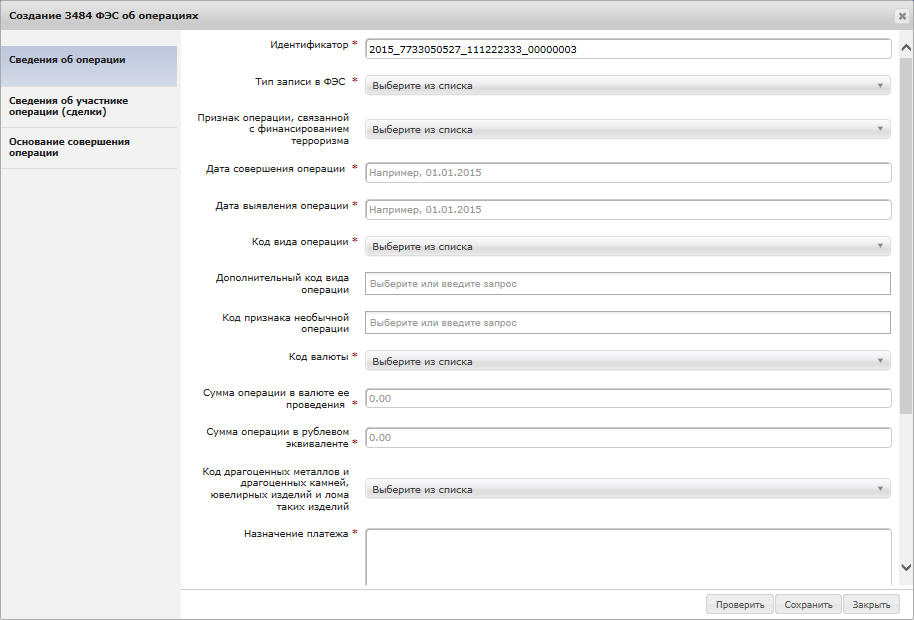 Создание 3484 ФЭС об операциях
Сведения об операции
Сведения об участнике
операции (сделки)
Основание совершения
операции
Идентификатор *
2015_7733050527_111222333_00000003
Тип записи в ФЭС *
Выберите из списка
Признак операции, связанной
с финансированием
терроризма
Выберите из списка
Дата совершения операции *
Например, 01.01.2015
Дата выявления операции *
Например, 01.01.2015
Код вида операции *
Выберите из списка
Дополнительный код вида
операции
Выберите или введите запрос
Код признака необычной
операции
Выберите или введите запрос
Код валюты *
Выберите из списка
Сумма операции в валюте ее
проведения *
0.00
Сумма операции в рублевом
эквиваленте *
0.00
Код драгоценных металлов и
драгоценных камней,
ювелирных изделий и лома
таких изделий
Выберите из списка
Назначение платежа *
Проверить
Сохранить
Закрыть